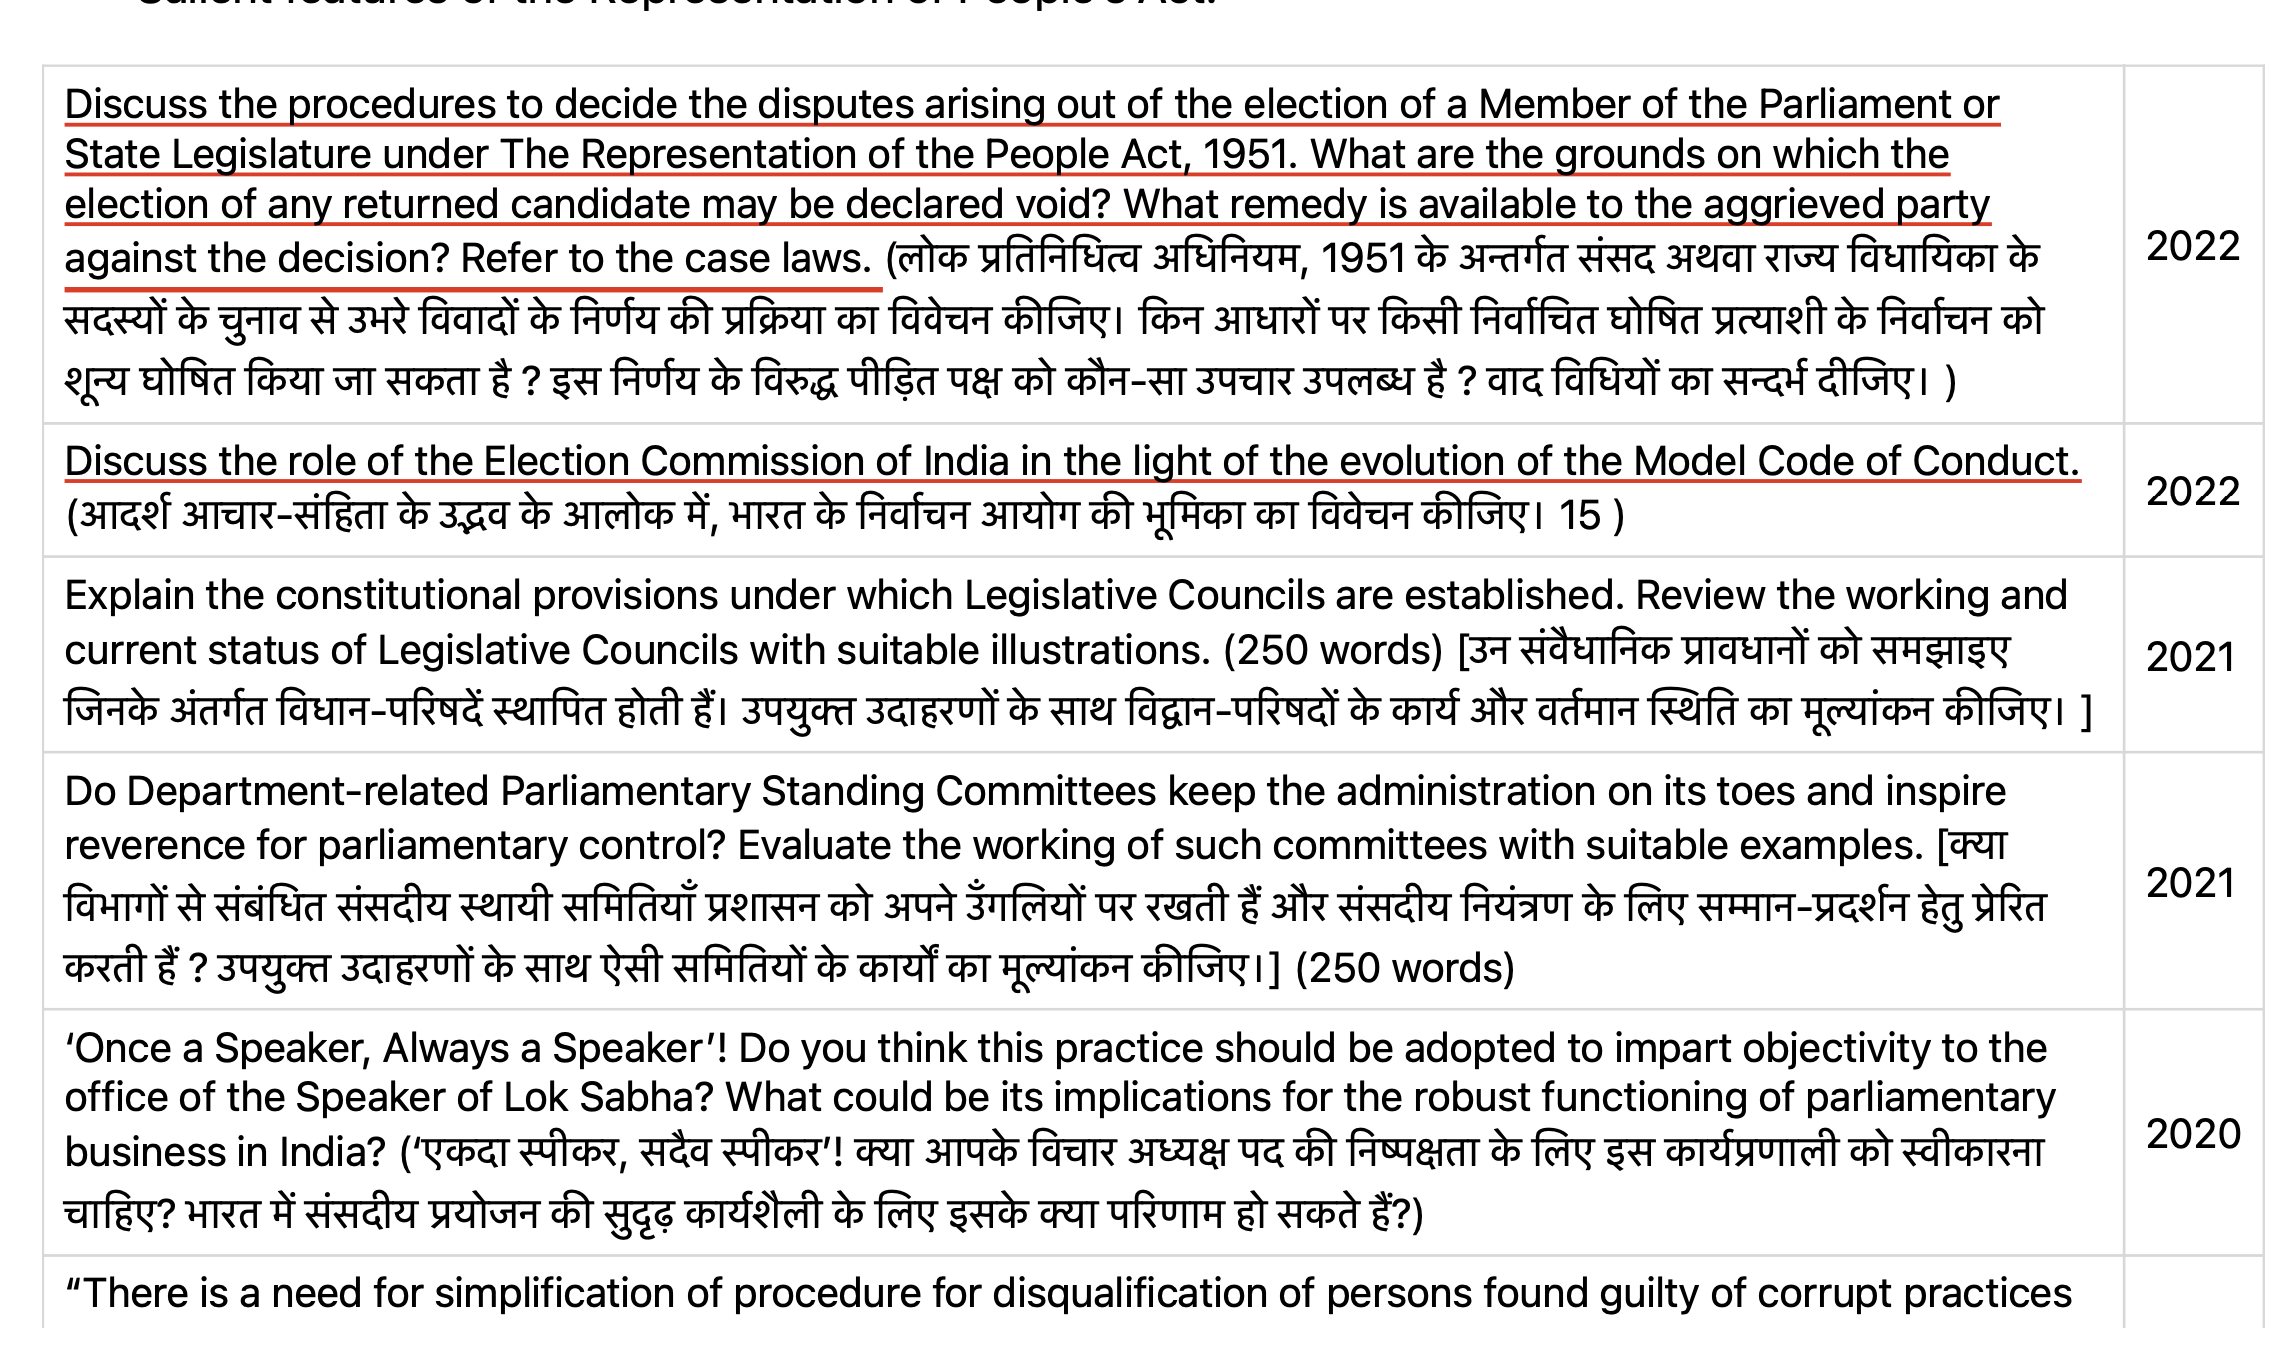 Salient features of the Representation of People's Act.
Discuss the procedures to decide the disputes arising out of the election of a Member of the Parliament or
State Legislature under The Representation of the People Act, 1951. What are the grounds on which the
election of any returned candidate may be declared void? What remedy is available to the aggrieved party
against the decision? Refer to the case laws. (लोक प्रतिनिधित्व अधिनियम, 1951 के अन्तर्गत संसद अथवा राज्य विधायिका के
सदस्यों के चुनाव से उभरे विवादों के निर्णय की प्रक्रिया का विवेचन कीजिए। किन आधारों पर किसी निर्वाचित घोषित प्रत्याशी के निर्वाचन को
शून्य घोषित किया जा सकता है ? इस निर्णय के विरुद्ध पीड़ित पक्ष को कौन-सा उपचार उपलब्ध है ? वाद विधियों का सन्दर्भ दीजिए। )
2022
Discuss the role of the Election Commission of India in the light of the evolution of the Model Code of Conduct.
(आदर्श आचार-संहिता के उद्भव के आलोक में, भारत के निर्वाचन आयोग की भूमिका का विवेचन कीजिए। 15 )
2022
Explain the constitutional provisions under which Legislative Councils are established. Review the working and
current status of Legislative Councils with suitable illustrations. (250 words) [उन संवैधानिक प्रावधानों को समझाइए
जिनके अंतर्गत विधान-परिषदें स्थापित होती हैं। उपयुक्त उदाहरणों के साथ विद्वान-परिषदों के कार्य और वर्तमान स्थिति का मूल्यांकन कीजिए। ]
2021
Do Department-related Parliamentary Standing Committees keep the administration on its toes and inspire
reverence for parliamentary control? Evaluate the working of such committees with suitable examples. [क्या
विभागों से संबंधित संसदीय स्थायी समितियाँ प्रशासन को अपने उँगलियों पर रखती हैं और संसदीय नियंत्रण के लिए सम्मान-प्रदर्शन हेतु प्रेरित
करती हैं ? उपयुक्त उदाहरणों के साथ ऐसी समितियों के कार्यों का मूल्यांकन कीजिए।] (250 words)
2021
‘Once a Speaker, Always a Speaker’! Do you think this practice should be adopted to impart objectivity to the
office of the Speaker of Lok Sabha? What could be its implications for the robust functioning of parliamentary
business in India? (‘एकदा स्पीकर, सदैव स्पीकर’! क्या आपके विचार अध्यक्ष पद की निष्पक्षता के लिए इस कार्यप्रणाली को स्वीकारना
चाहिए? भारत में संसदीय प्रयोजन की सुदृढ़ कार्यशैली के लिए इसके क्या परिणाम हो सकते हैं?)
2020
“There is a need for simplification of procedure for disqualification of persons found guilty of corrupt practices